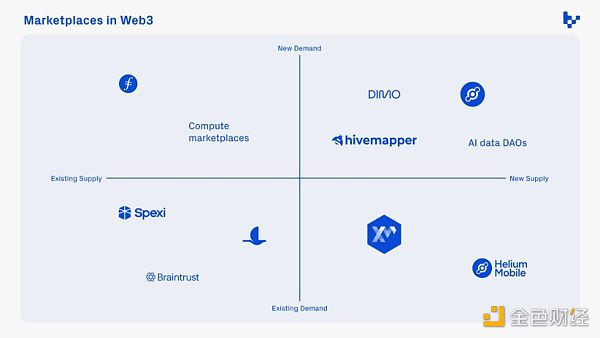 Marketplaces in Web3
New Demand
DIMO
Compute
marketplaces
hivemapper
AI data DAOs
Existing Supply
New Supply
Spexi
Braintrust
Helium
Mobile
Existing Demand
金色财经